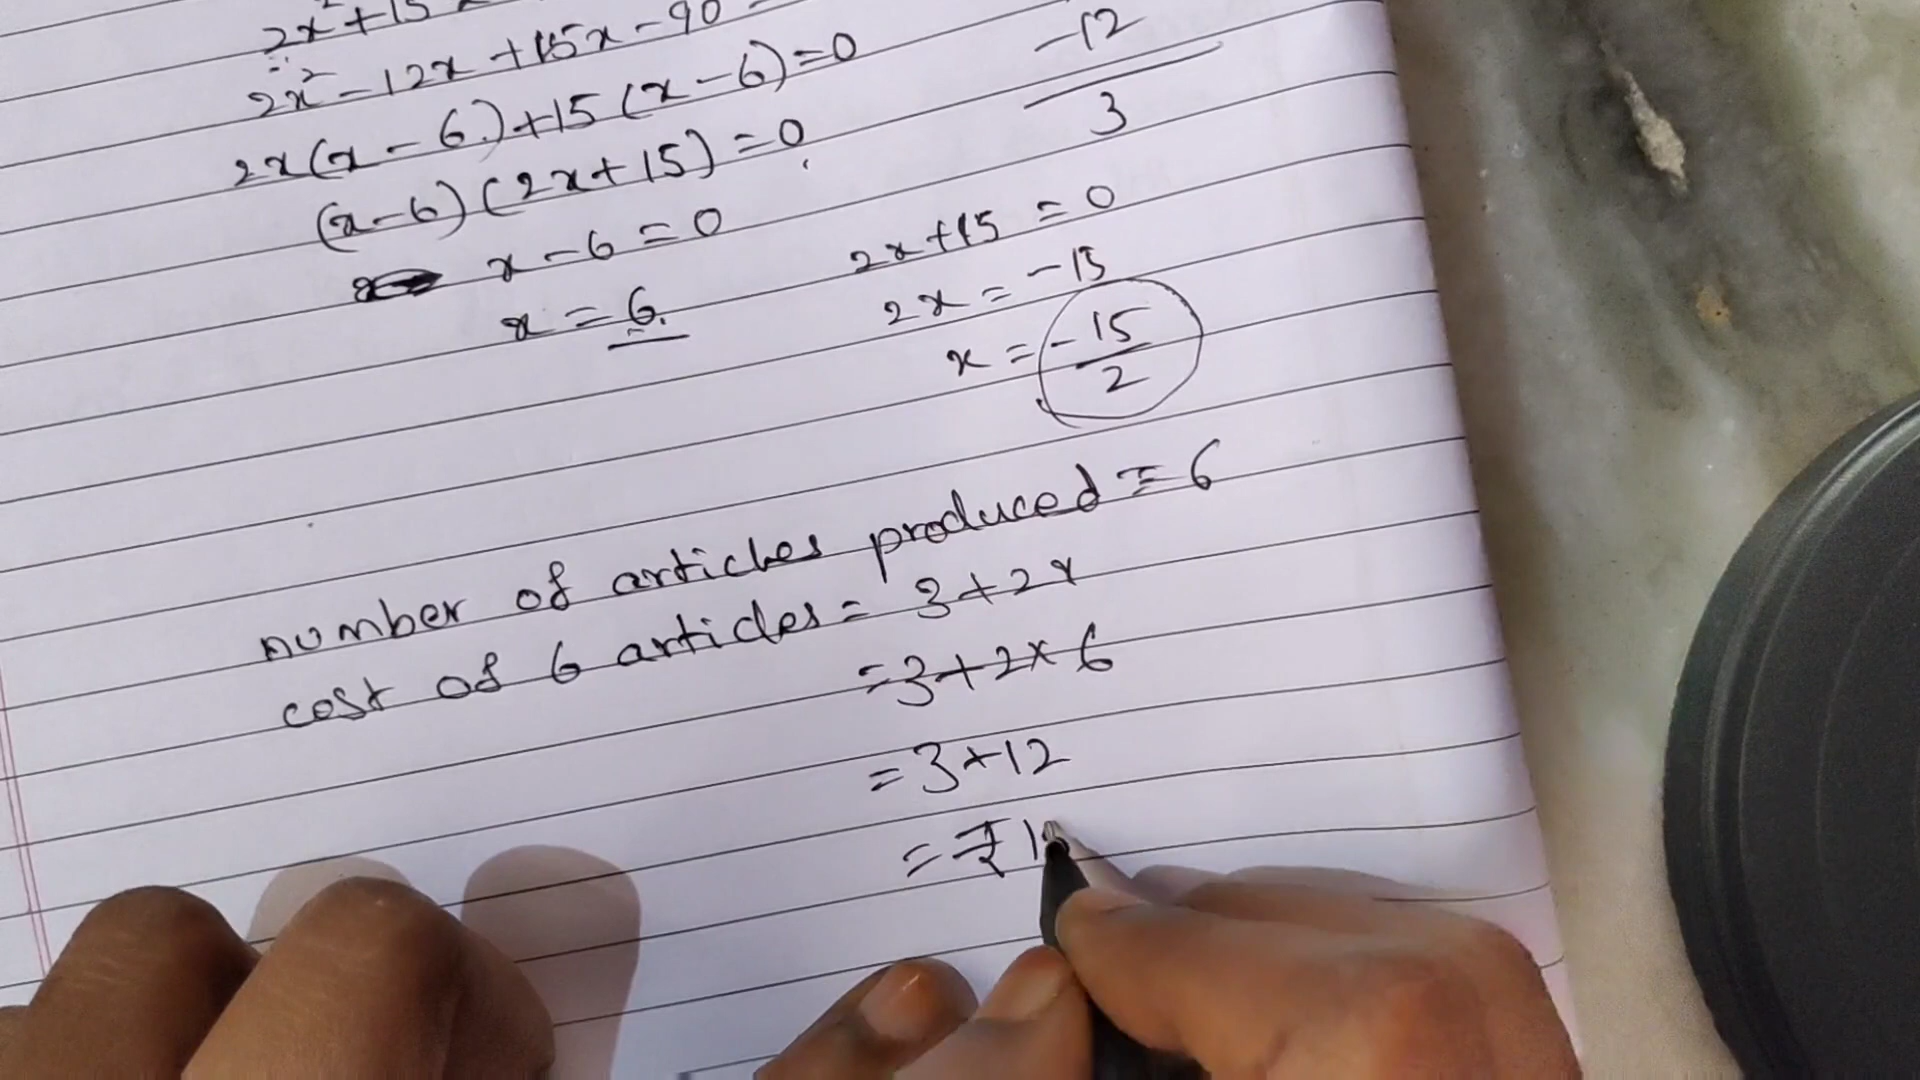 2x²+15
2x²-12x+15x-90
2x(x-6)+15(x-6)=0
(x-6)(2x+15)=0
x-6=0
x=6
-12
3
2x+15=0
2x=-15
x=-15/2
number of articles produced=6
cost of 6 articles=3+2x
=3+2×6
=3+12
=₹1